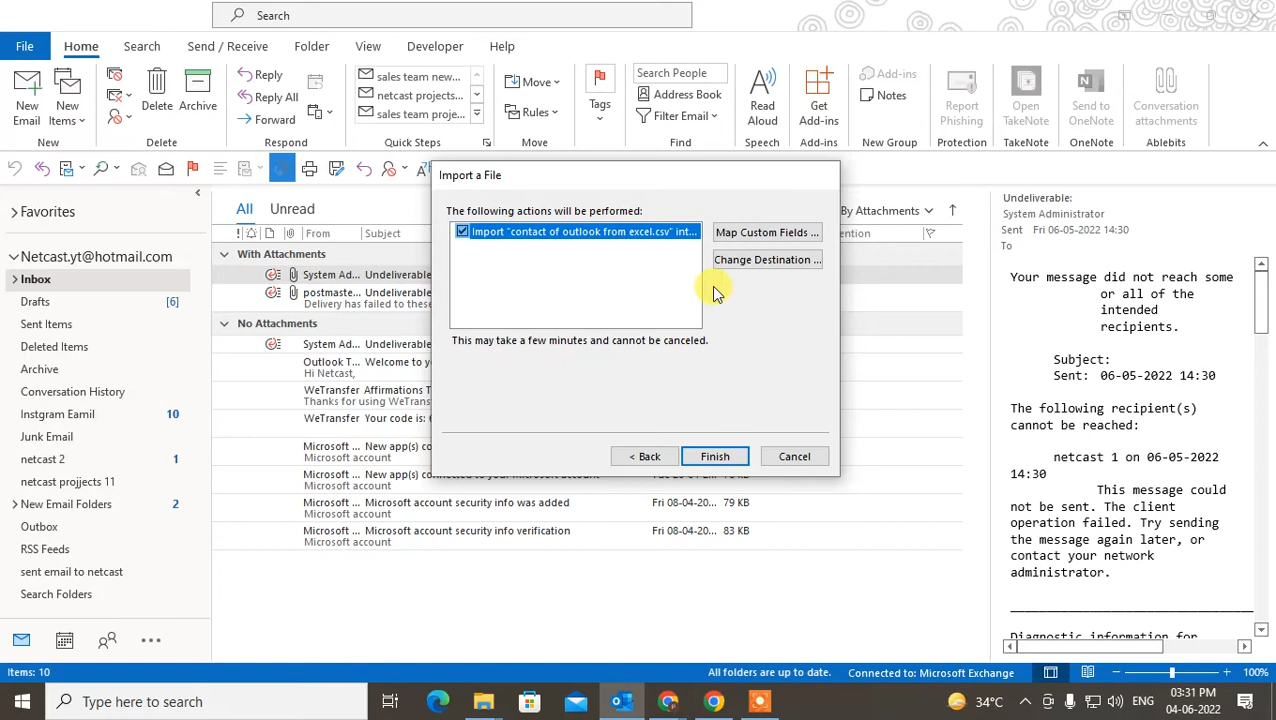 Search
File Home Search Send / Receive Folder View Developer Help
New Email
New Items
Delete
Archive
Reply
Reply All
Forward
sales team new...
netcast projects...
sales team proje...
Move
Rules
Tags
Search People
Address Book
Filter Email
Read Aloud
Get Add-ins
Add-ins
Notes
Report Phishing
Open TakeNote
Send to OneNote
Conversation attachments
New Delete Respond Quick Steps Move Find Speech Add-ins New Group Protection TakeNote OneNote Ablebits
Favorites
Netcast.yt@hotmail.com
Inbox
Drafts [6]
Sent Items
Deleted Items
Archive
Conversation History
Instgram Eamil 10
Junk Email
netcast 2 1
netcast projjects 11
New Email Folders 2
Outbox
RSS Feeds
sent email to netcast
Search Folders
All Unread
By Attachments
From Subject
With Attachments
System Ad... Undeliverable
postmaste... Undeliverable
Delivery has failed to these
No Attachments
System Ad... Undeliverable
Outlook T... Welcome to y
Hi Netcast,
WeTransfer Affirmations T
Thanks for using WeTrans
WeTransfer Your code is:
Microsoft ... New app(s) co
Microsoft account
Microsoft ... New app(s) connected to your Microsoft account
Microsoft account
Microsoft ... Microsoft account security info was added Fri 08-04-20... 79 KB
Microsoft account
Microsoft ... Microsoft account security info verification Fri 08-04-20... 83 KB
Microsoft account
Import a File
The following actions will be performed:
Import "contact of outlook from excel.csv" int...
Map Custom Fields ...
Change Destination ...
This may take a few minutes and cannot be canceled.
< Back Finish Cancel
Undeliverable:
System Administrator
Sent Fri 06-05-2022 14:30
To
Your message did not reach some
or all of the
intended
recipients.
Subject:
Sent: 06-05-2022 14:30
The following recipient(s)
cannot be reached:
netcast 1 on 06-05-2022
14:30
This message could
not be sent. The client
operation failed. Try sending
the message again later, or
contact your network
administrator.
Diagnostic information for
Items: 10 All folders are up to date. Connected to: Microsoft Exchange 100%
Type here to search
34°C ENG 03:31 PM
04-06-2022